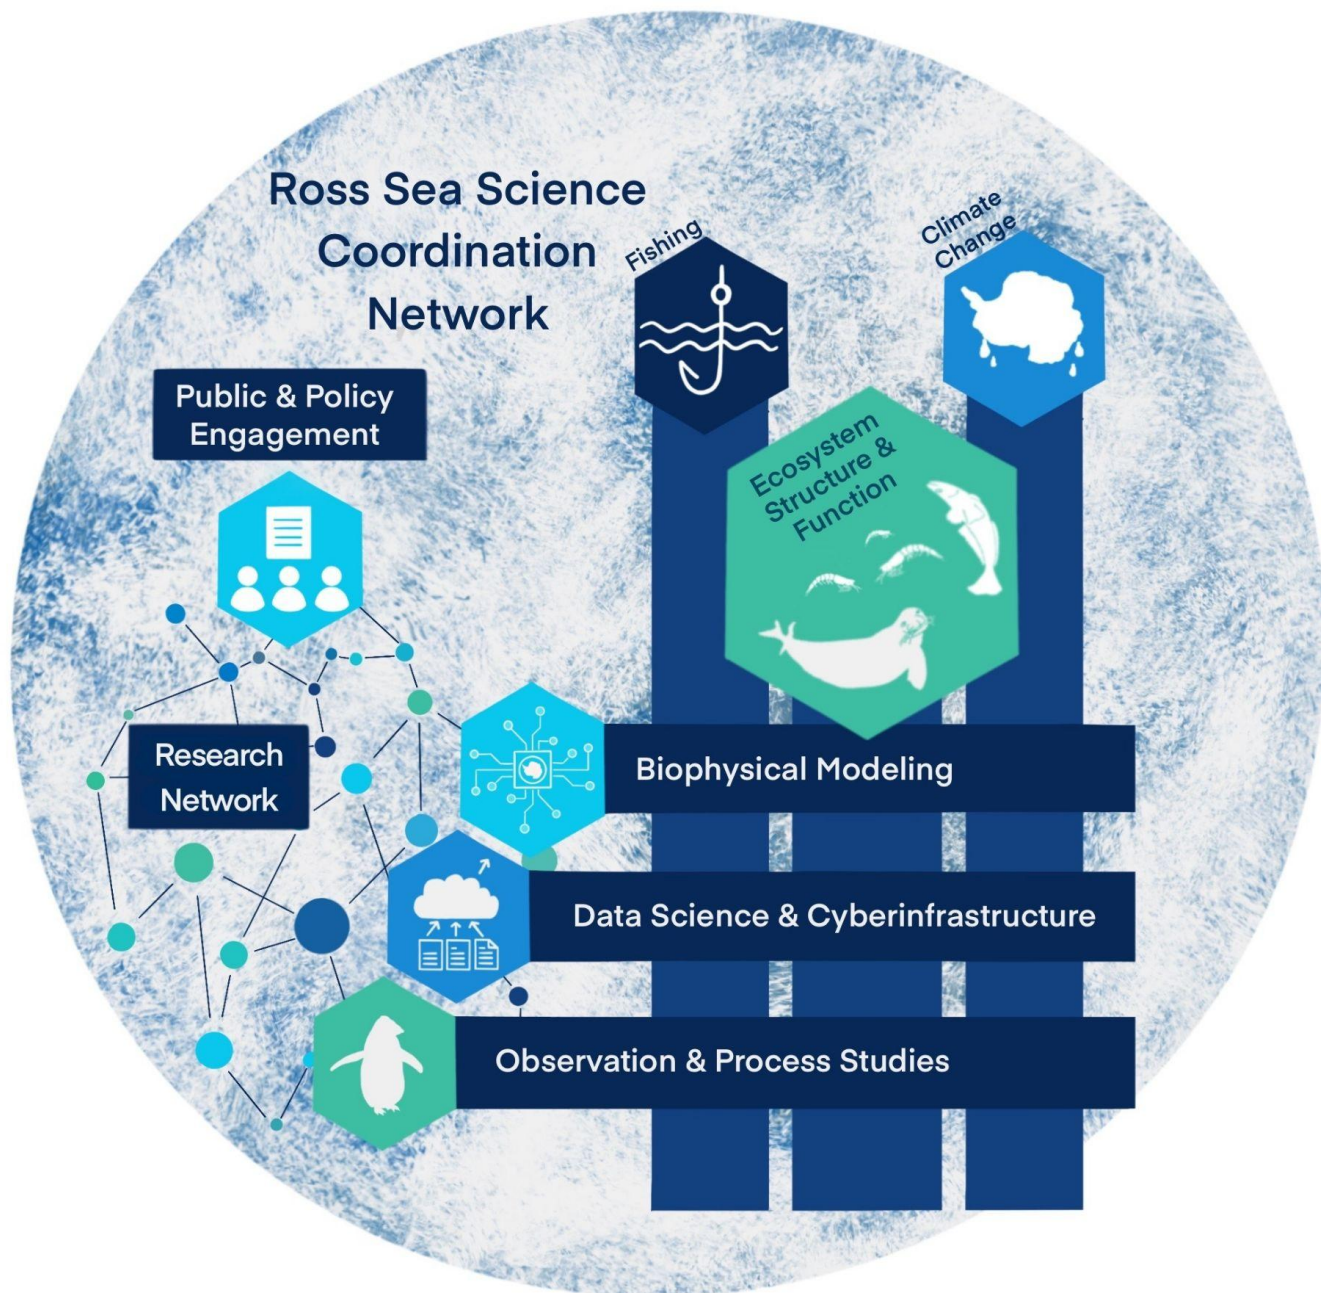 Ross Sea Science
Coordination
Network
Fishing
Climate
Change
Public & Policy
Engagement
Ecosystem
Structure &
Function
Research
Network
Biophysical Modeling
Data Science & Cyberinfrastructure
Observation & Process Studies